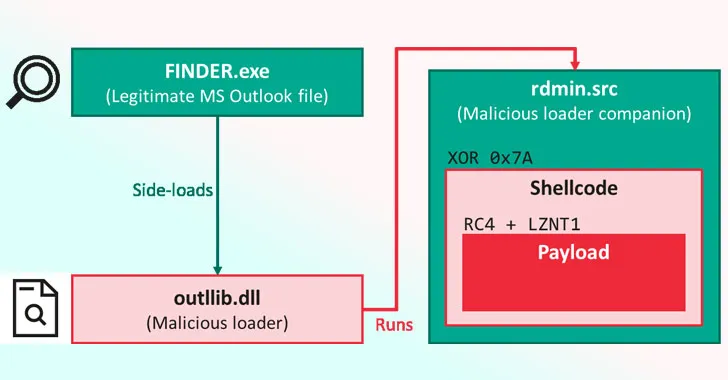 FINDER.exe
(Legitimate MS Outlook file)
Side-loads
outllib.dll
(Malicious loader)
Runs
rdmin.src
(Malicious loader companion)
XOR 0x7A
Shellcode
RC4 + LZNT1
Payload